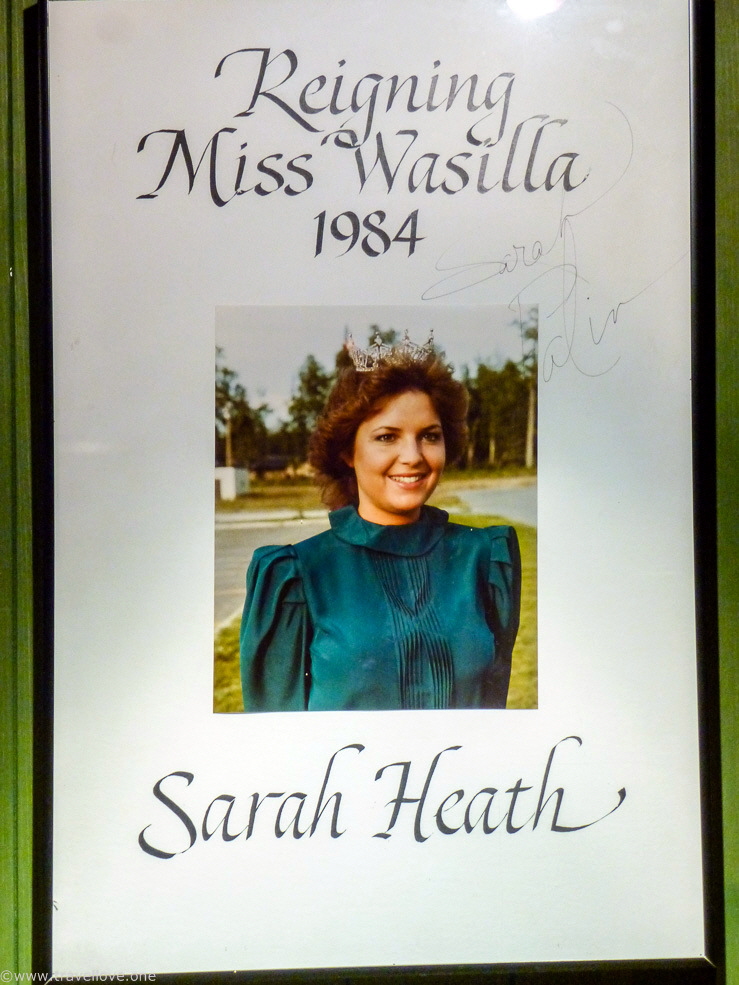 Reigning
Miss Wasilla
1984
Sarah
Palin
Sarah Heath
©www.travellove.one